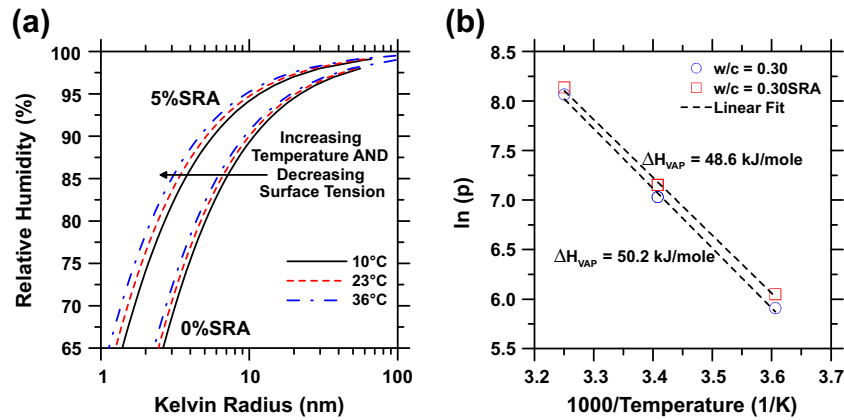 (a)
100
95
90
85
80
75
70
65
Relative Humidity (%)
5%SRA
Increasing
Temperature AND
Decreasing
Surface Tension
10°C
23°C
36°C
0%SRA
1
10
100
Kelvin Radius (nm)
(b)
8.5
8.0
7.5
7.0
6.5
6.0
5.5
ln (p)
w/c = 0.30
w/c = 0.30SRA
Linear Fit
ΔH_VAP = 48.6 kJ/mole
ΔH_VAP = 50.2 kJ/mole
3.2 3.3 3.4 3.5 3.6 3.7
1000/Temperature (1/K)